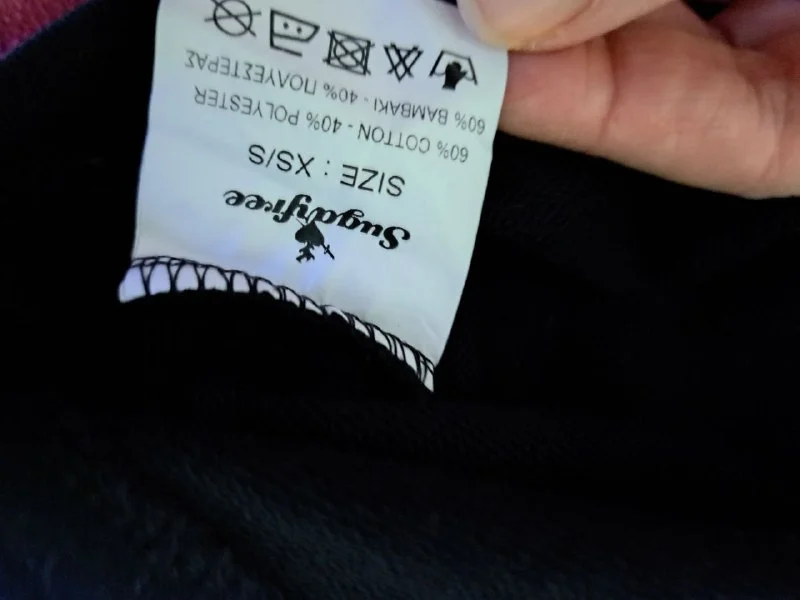 Sugarfree
SIZE : XS/S
60% COTTON - 40% POLYESTER
60% ΒΑΜΒΑΚΙ - 40% ΠΟΛΥΕΣΤΕΡΑΣ